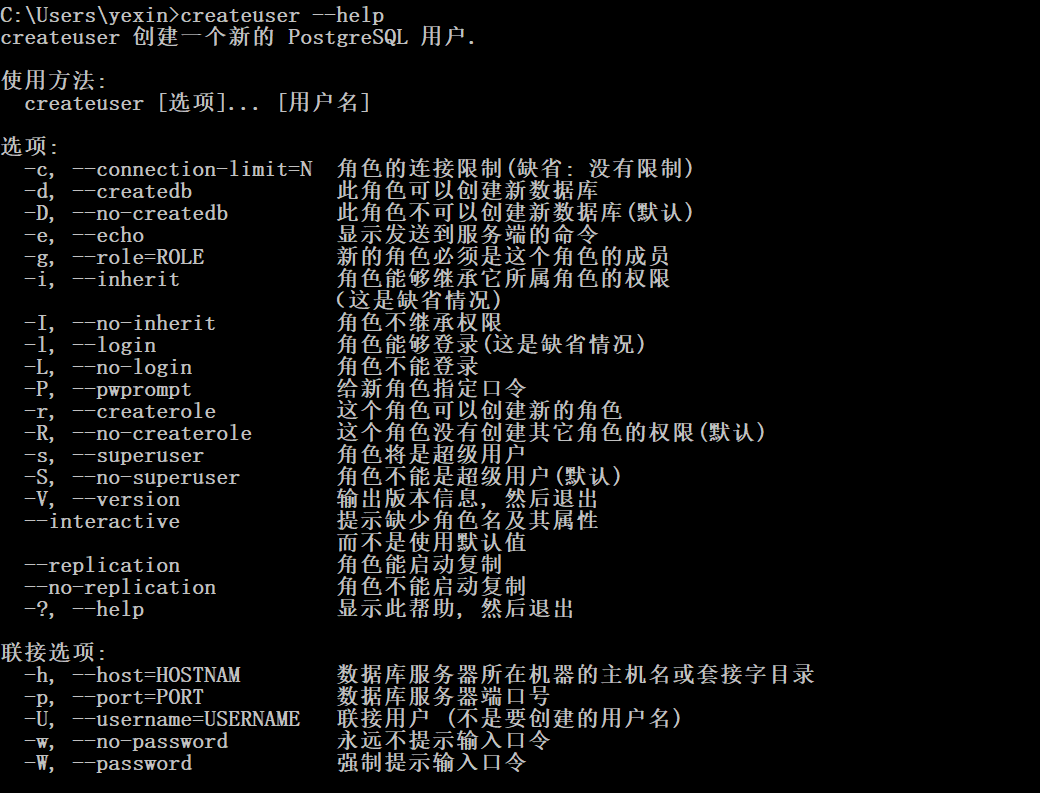 C:\Users\yexin>createuser --help
createuser 创建一个新的 PostgreSQL 用户.
使用方法:
  createuser [选项]... [用户名]
选项:
  -c, --connection-limit=N  角色的连接限制(缺省: 没有限制)
  -d, --createdb            此角色可以创建新数据库
  -D, --no-createdb         此角色不可以创建新数据库(默认)
  -e, --echo                显示发送到服务端的命令
  -g, --role=ROLE           新的角色必须是这个角色的成员
  -i, --inherit             角色能够继承它所属角色的权限
                            (这是缺省情况)
  -I, --no-inherit          角色不继承权限
  -l, --login               角色能够登录(这是缺省情况)
  -L, --no-login            角色不能登录
  -P, --pwprompt            给新角色指定口令
  -r, --createrole          这个角色可以创建新的角色
  -R, --no-createrole       这个角色没有创建其它角色的权限(默认)
  -s, --superuser           角色将是超级用户
  -S, --no-superuser        角色不能是超级用户(默认)
  -V, --version             输出版本信息, 然后退出
  --interactive             提示缺少角色名及其属性
                            而不是使用默认值
  --replication             角色能启动复制
  --no-replication          角色不能启动复制
  -?, --help                显示此帮助, 然后退出
联接选项:
  -h, --host=HOSTNAM        数据库服务器所在机器的主机名或套接字目录
  -p, --port=PORT           数据库服务器端口号
  -U, --username=USERNAME   联接用户 (不是要创建的用户名)
  -w, --no-password         永远不提示输入口令
  -W, --password            强制提示输入口令